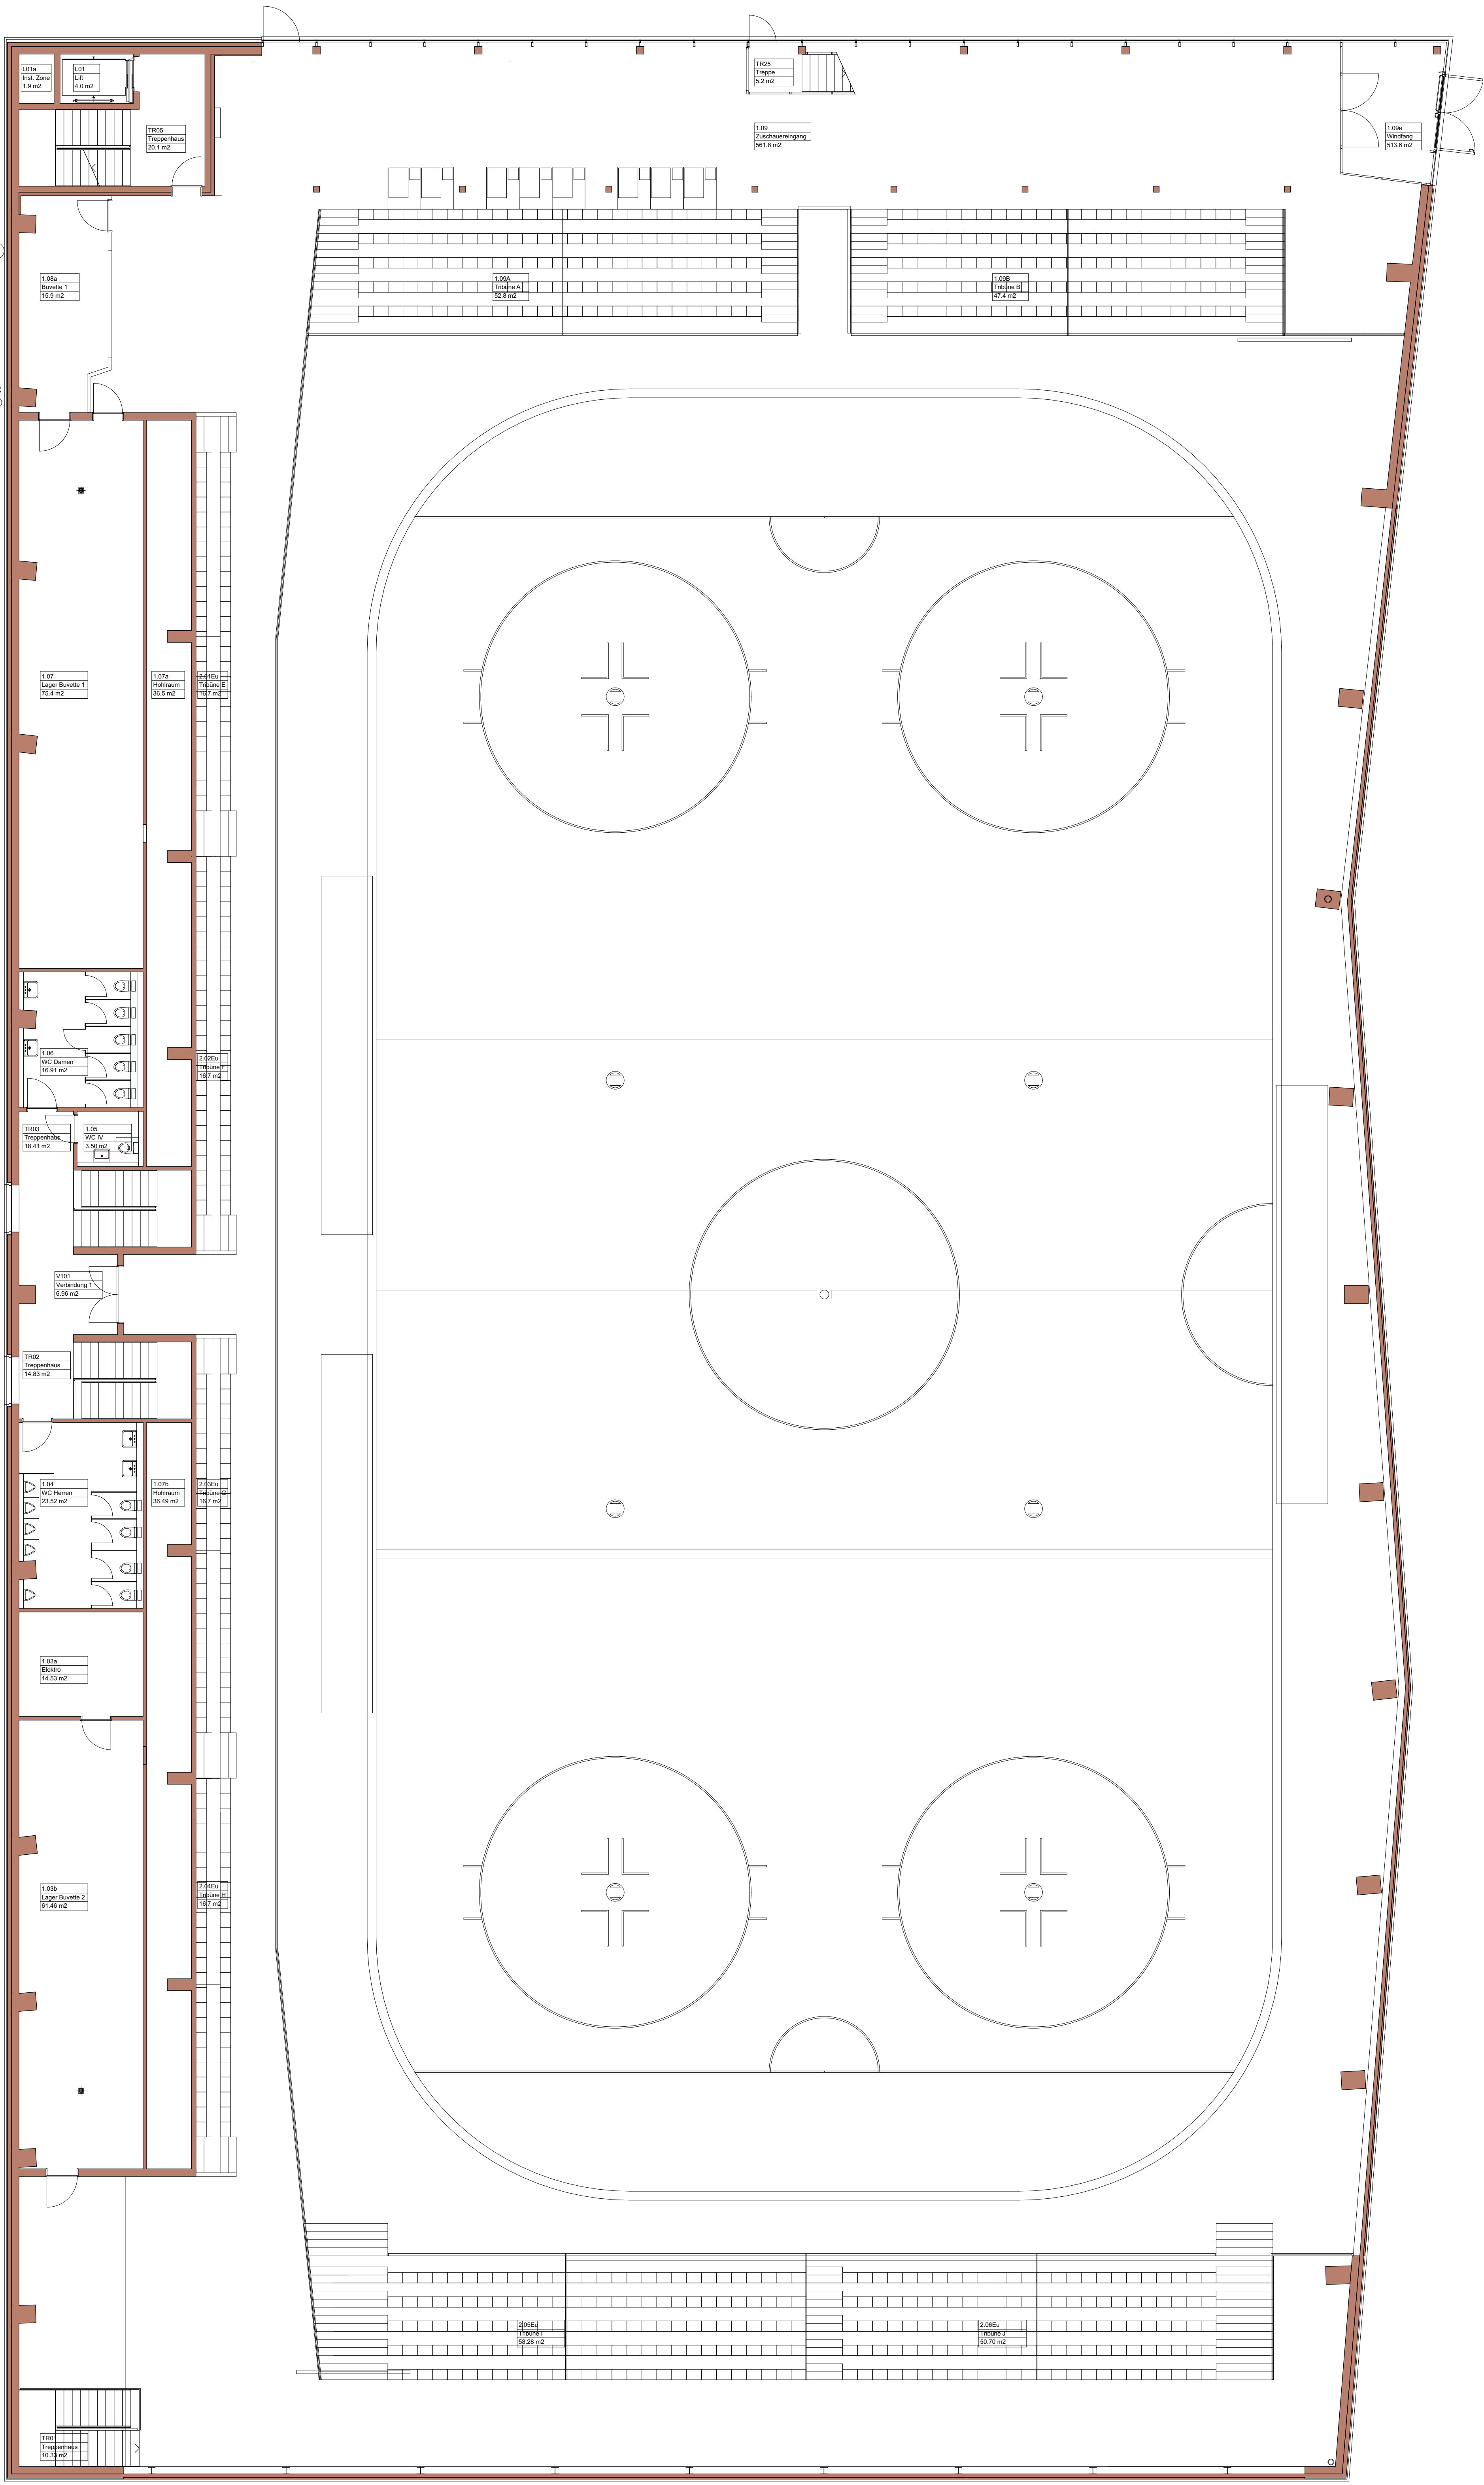 L01a
Inst. Zone
1.9 m2
L01
Lift
4.0 m2
TR05
Treppenhaus
20.1 m2
TR25
Treppe
5.2 m2
1.09
Zuschauereingang
561.8 m2
1.09e
Windfang
513.6 m2
1.08a
Buvette 1
15.9 m2
1.09A
Tribüne A
52.8 m2
1.09B
Tribüne B
47.4 m2
1.07
Lager Buvette 1
75.4 m2
1.07a
Hohlraum
36.5 m2
2.01Eu
Tribüne E
16.7 m2
1.06
WC Damen
16.91 m2
2.02Eu
Tribüne F
16.7 m2
TR03
Treppenhaus
18.41 m2
1.05
WC IV
3.50 m2
V101
Verbindung 1
6.96 m2
TR02
Treppenhaus
14.83 m2
1.04
WC Herren
23.52 m2
1.07b
Hohlraum
36.49 m2
2.03Eu
Tribüne G
16.7 m2
1.03a
Elektro
14.53 m2
1.03b
Lager Buvette 2
61.46 m2
2.04Eu
Tribüne H
16.7 m2
2.05Eu
Tribüne I
58.28 m2
2.06Eu
Tribüne J
50.70 m2
TR01
Treppenhaus
10.33 m2